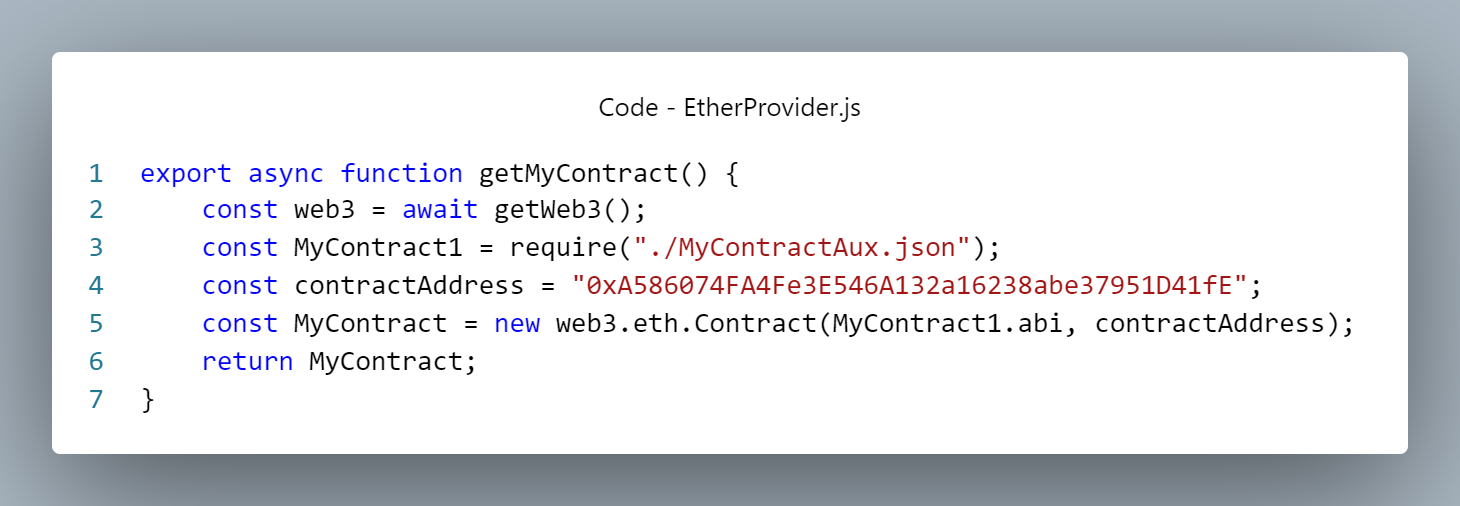 Code - EtherProvider.js
1 export async function getMyContract() {
2 const web3 = await getWeb3();
3 const MyContract1 = require("./MyContractAux.json");
4 const contractAddress = "0xA586074FA4Fe3E546A132a16238abe37951D41fE";
5 const MyContract = new web3.eth.Contract(MyContract1.abi, contractAddress);
6 return MyContract;
7 }